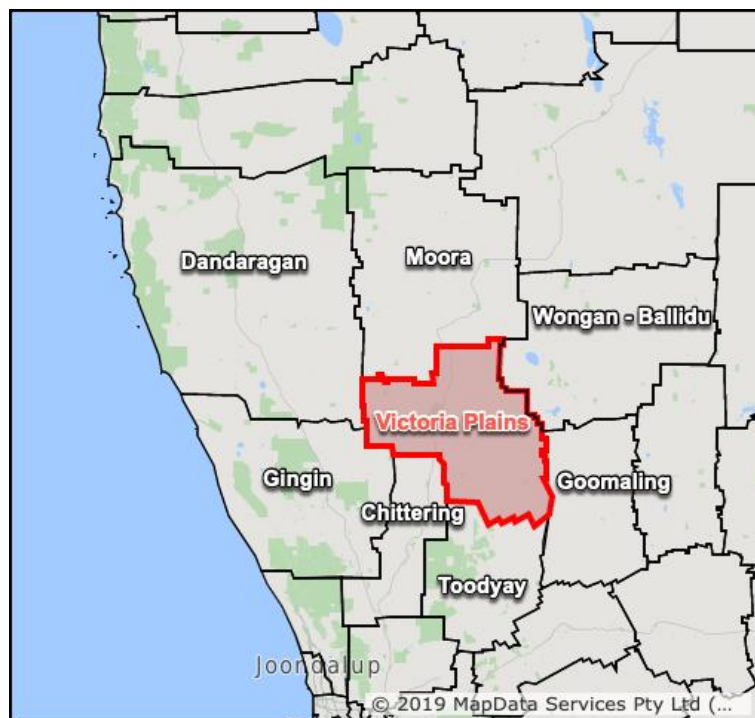 Dandaragan
Moora
Wongan - Ballidu
Victoria Plains
Gingin
Goomaling
Chittering
Toodyay
Joondalup
© 2019 MapData Services Pty Ltd (...